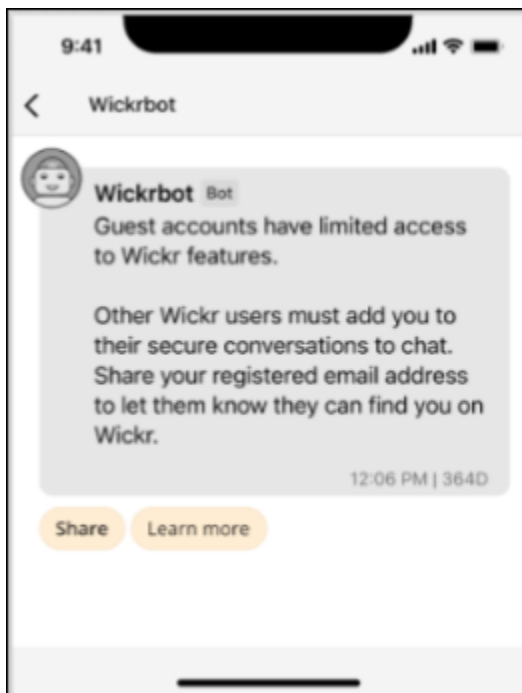 9:41
Wickrbot
Wickrbot Bot
Guest accounts have limited access
to Wickr features.
Other Wickr users must add you to
their secure conversations to chat.
Share your registered email address
to let them know they can find you on
Wickr.
12:06 PM | 364D
Share Learn more